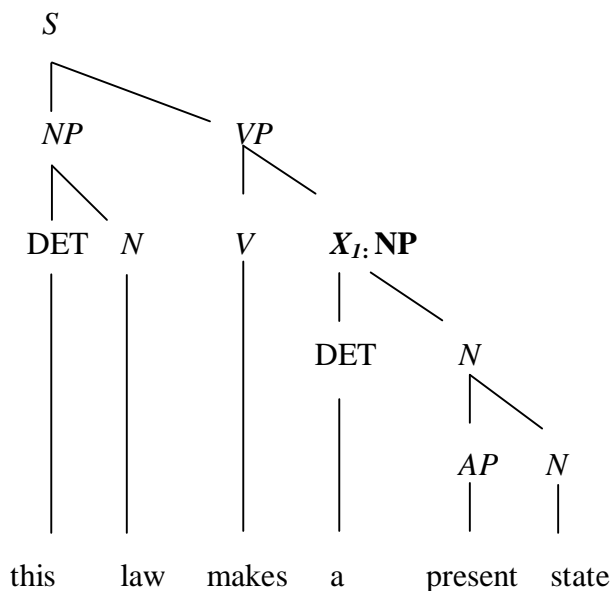 S
NP VP
DET N V X₁: NP
DET N
AP N
this law makes a present state